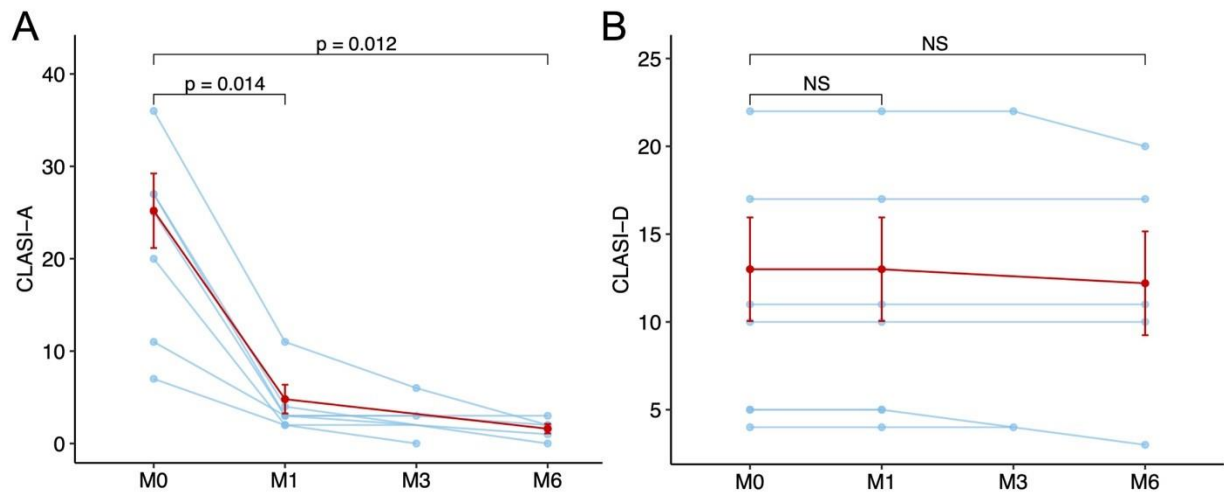 A
p = 0.012
p = 0.014
40
30
20
10
0
CLASI−A
M0 M1 M3 M6
B
NS
NS
25
20
15
10
5
CLASI−D
M0 M1 M3 M6